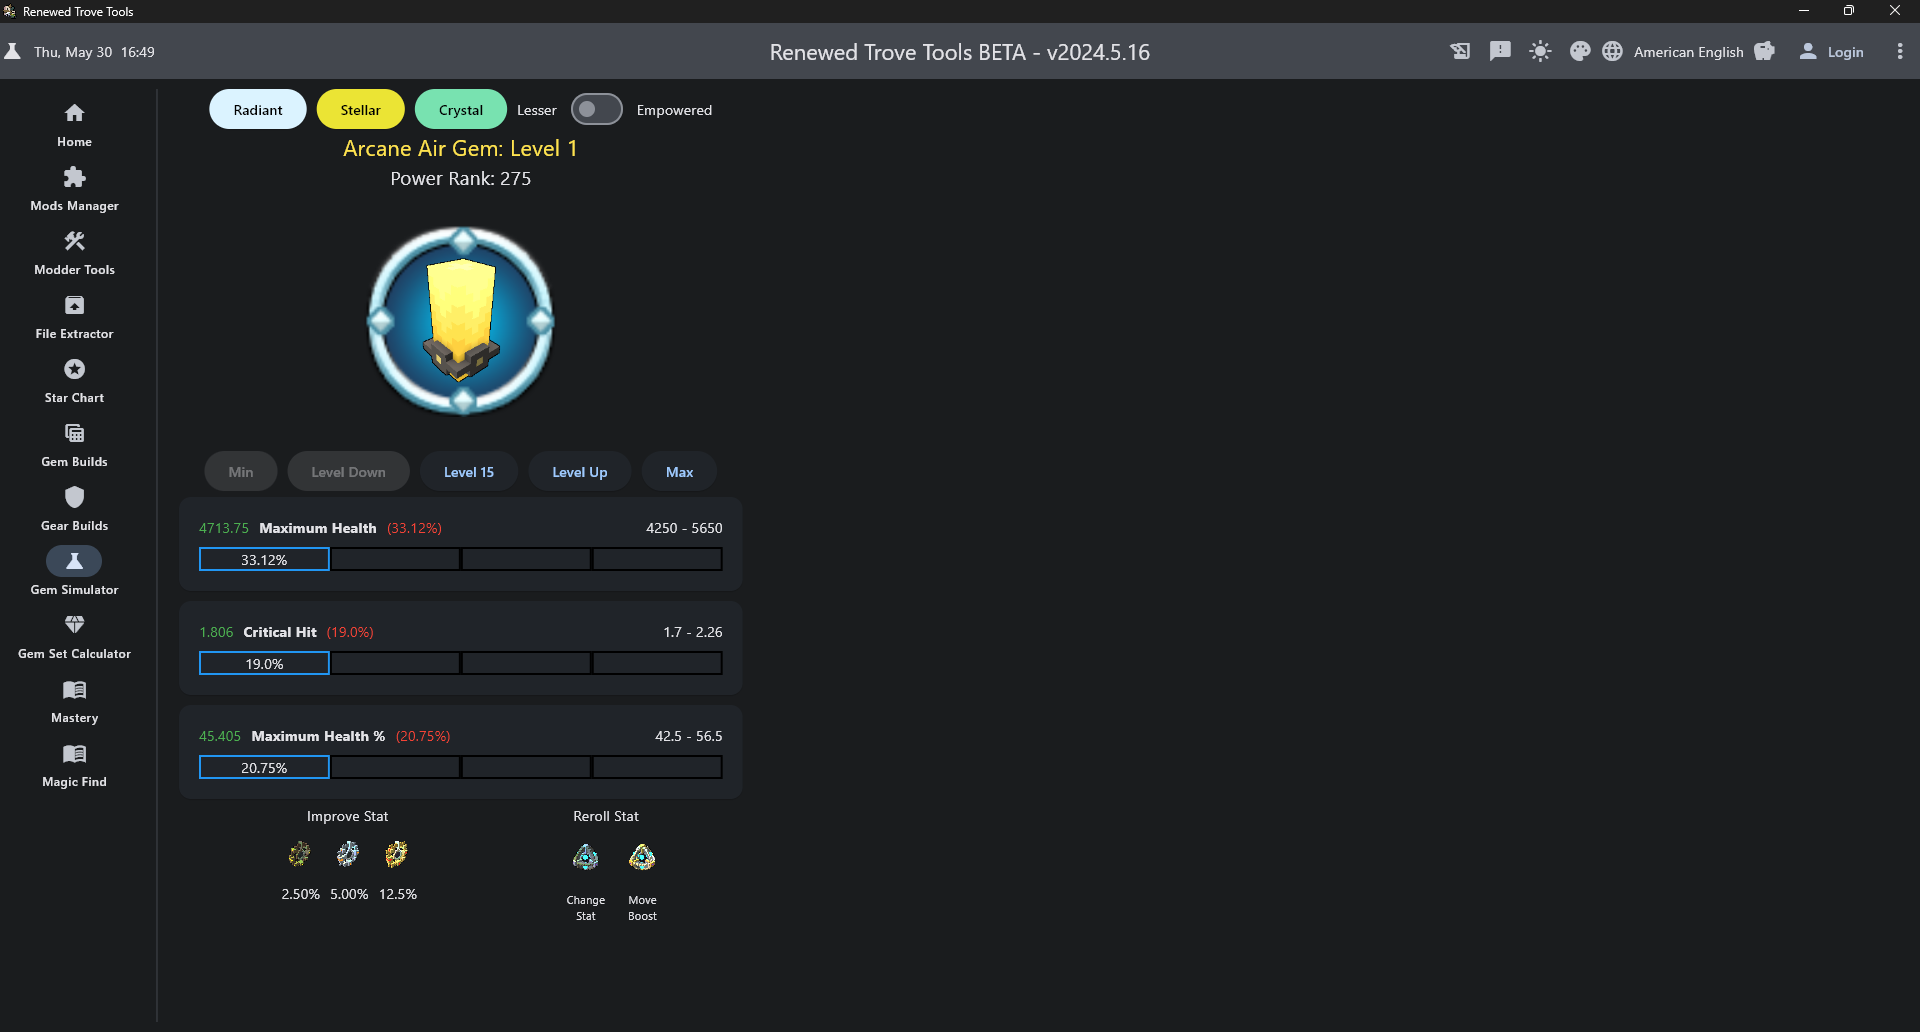 Renewed Trove Tools
Thu, May 30 16:49
Renewed Trove Tools BETA - v2024.5.16
American English
Login
Home
Mods Manager
Modder Tools
File Extractor
Star Chart
Gem Builds
Gear Builds
Gem Simulator
Gem Set Calculator
Mastery
Magic Find
Radiant Stellar Crystal Lesser Empowered
Arcane Air Gem: Level 1
Power Rank: 275
Min Level Down Level 15 Level Up Max
4713.75 Maximum Health (33.12%) 4250 - 5650
33.12%
1.806 Critical Hit (19.0%) 1.7 - 2.26
19.0%
45.405 Maximum Health % (20.75%) 42.5 - 56.5
20.75%
Improve Stat
2.50% 5.00% 12.5%
Reroll Stat
Change
Stat
Move
Boost